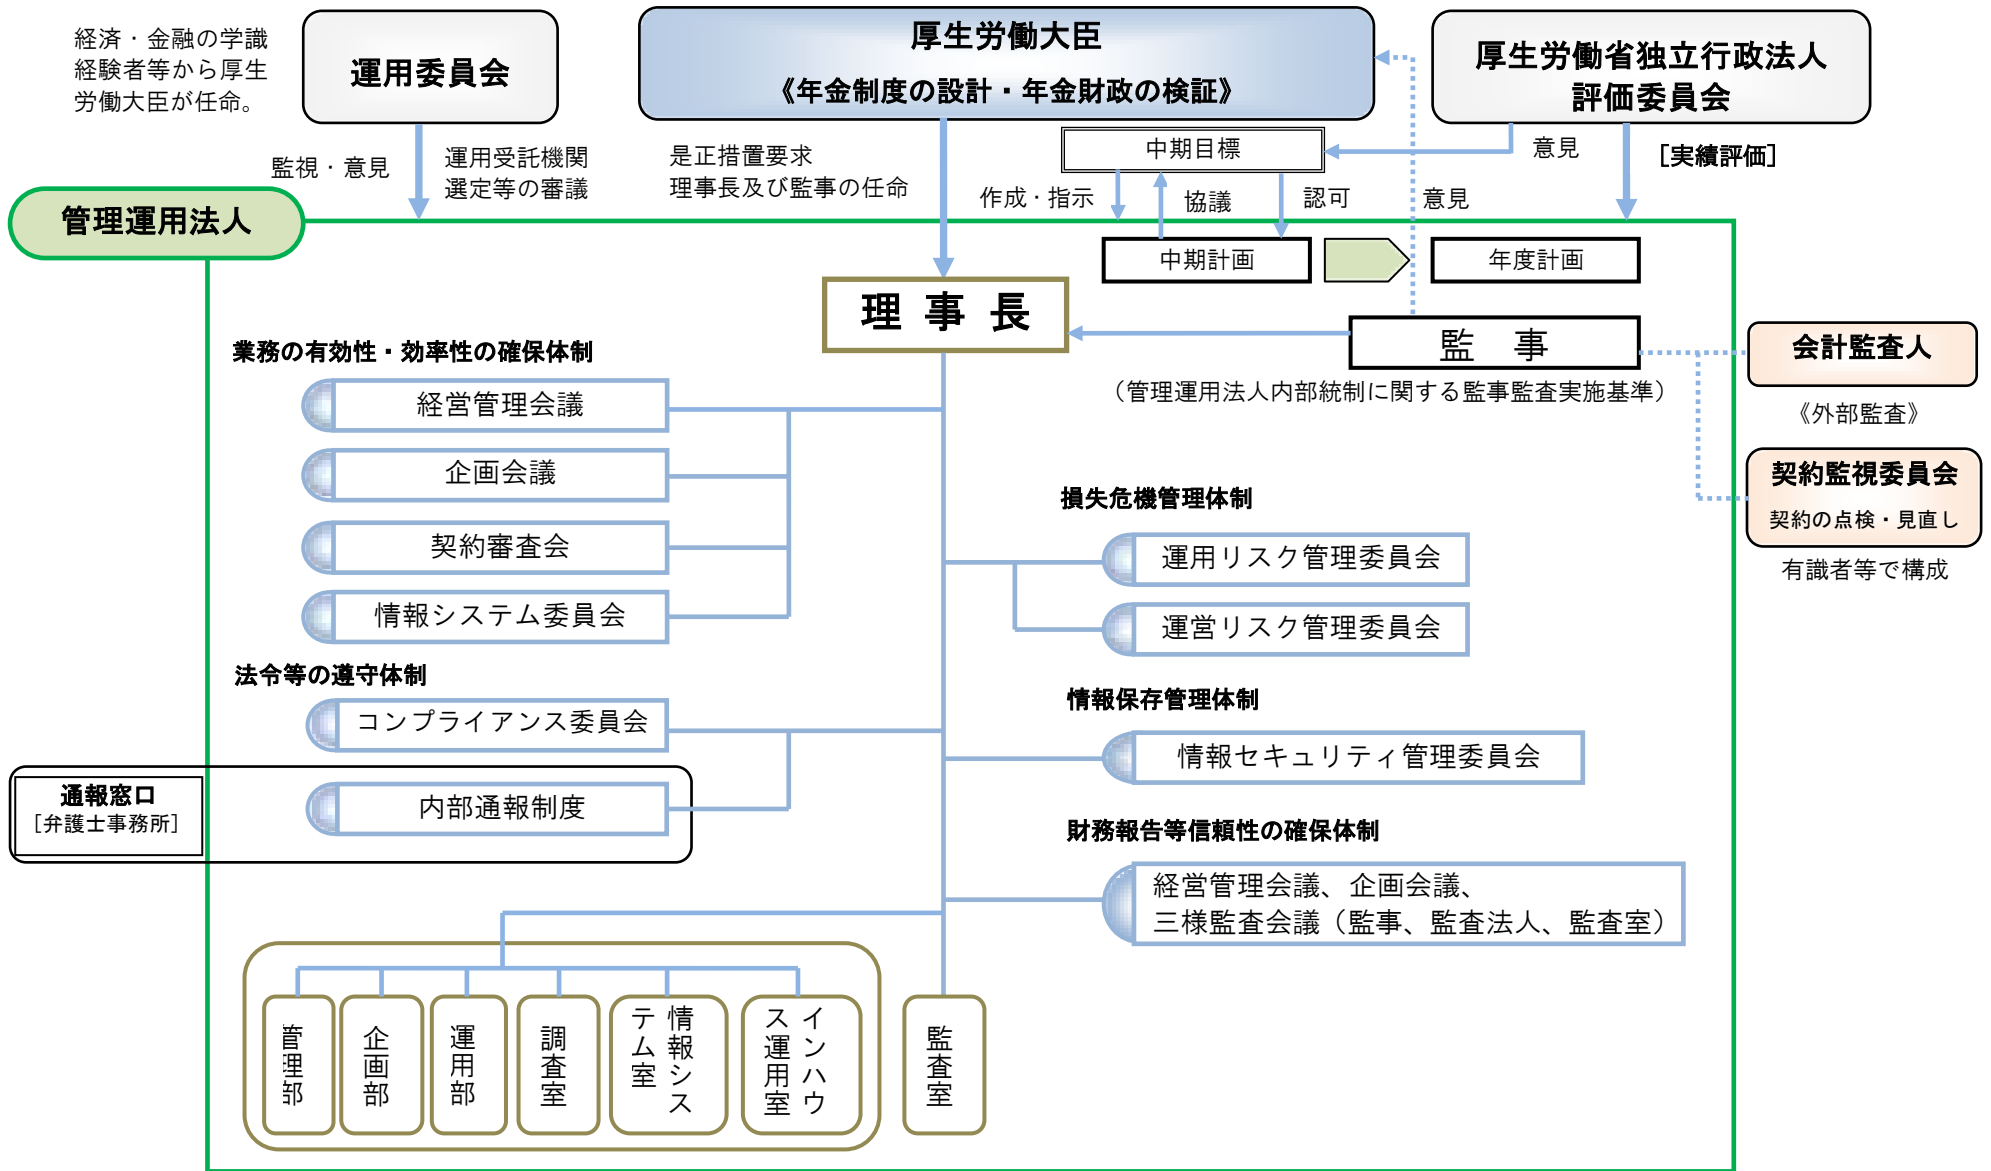 経済・金融の学識
経験者等から厚生
労働大臣が任命。
運用委員会
厚生労働大臣
《年金制度の設計・年金財政の検証》
厚生労働省独立行政法人
評価委員会
監視・意見
運用受託機関
選定等の審議
是正措置要求
理事長及び監事の任命
中期目標
意見
［実績評価］
作成・指示
協議
認可
意見
管理運用法人
中期計画
年度計画
理事長
監事
（管理運用法人内部統制に関する監事監査実施基準）
会計監査人
《外部監査》
契約監視委員会
契約の点検・見直し
有識者等で構成
業務の有効性・効率性の確保体制
経営管理会議
企画会議
契約審査会
情報システム委員会
法令等の遵守体制
コンプライアンス委員会
通報窓口
［弁護士事務所］
内部通報制度
損失危機管理体制
運用リスク管理委員会
運営リスク管理委員会
情報保存管理体制
情報セキュリティ管理委員会
財務報告等信頼性の確保体制
経営管理会議、企画会議、
三様監査会議（監事、監査法人、監査室）
管理部
企画部
運用部
調査室
情報シス
テム室
インハウ
ス運用室
監査室